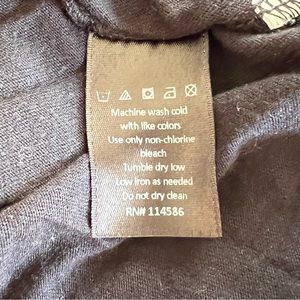 Machine wash cold
with like colors
Use only non-chlorine
bleach
Tumble dry low
Low iron as needed
Do not dry clean
RN# 114586